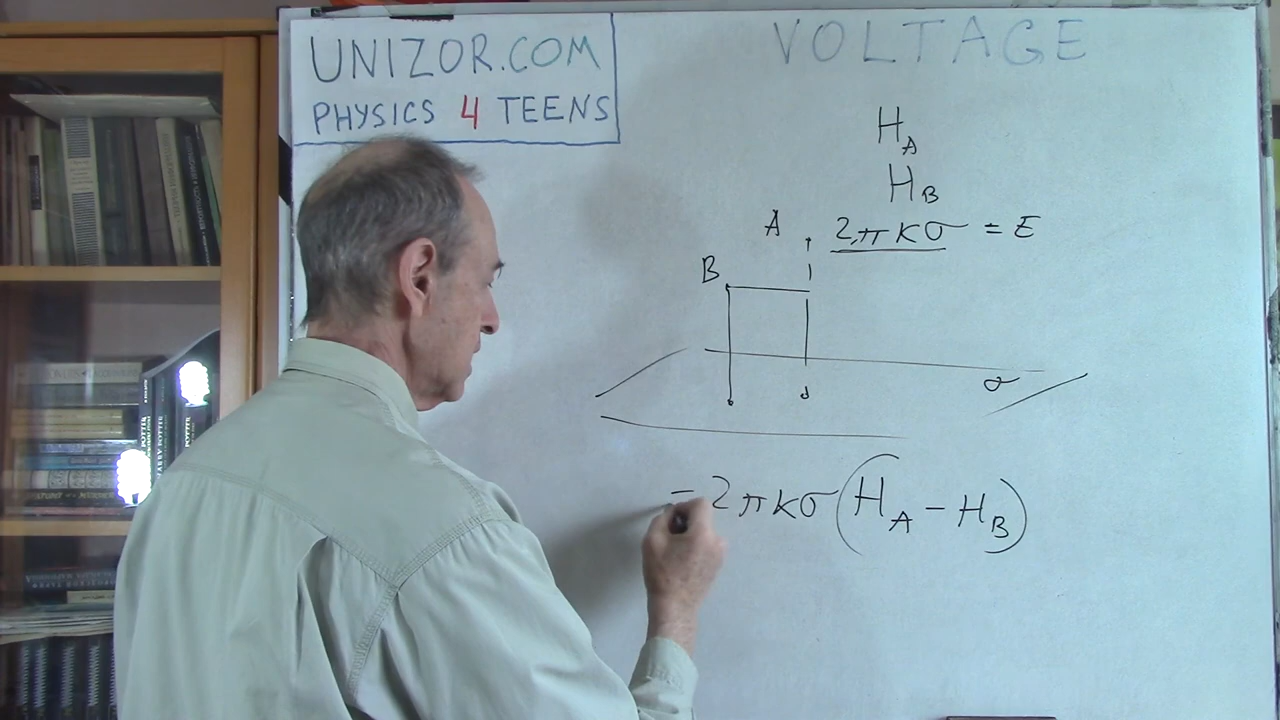 UNIZOR.COM
PHYSICS 4 TEENS
VOLTAGE
H_A
H_B
A 2πKσ = E
B
σ
= 2πKσ(H_A - H_B)